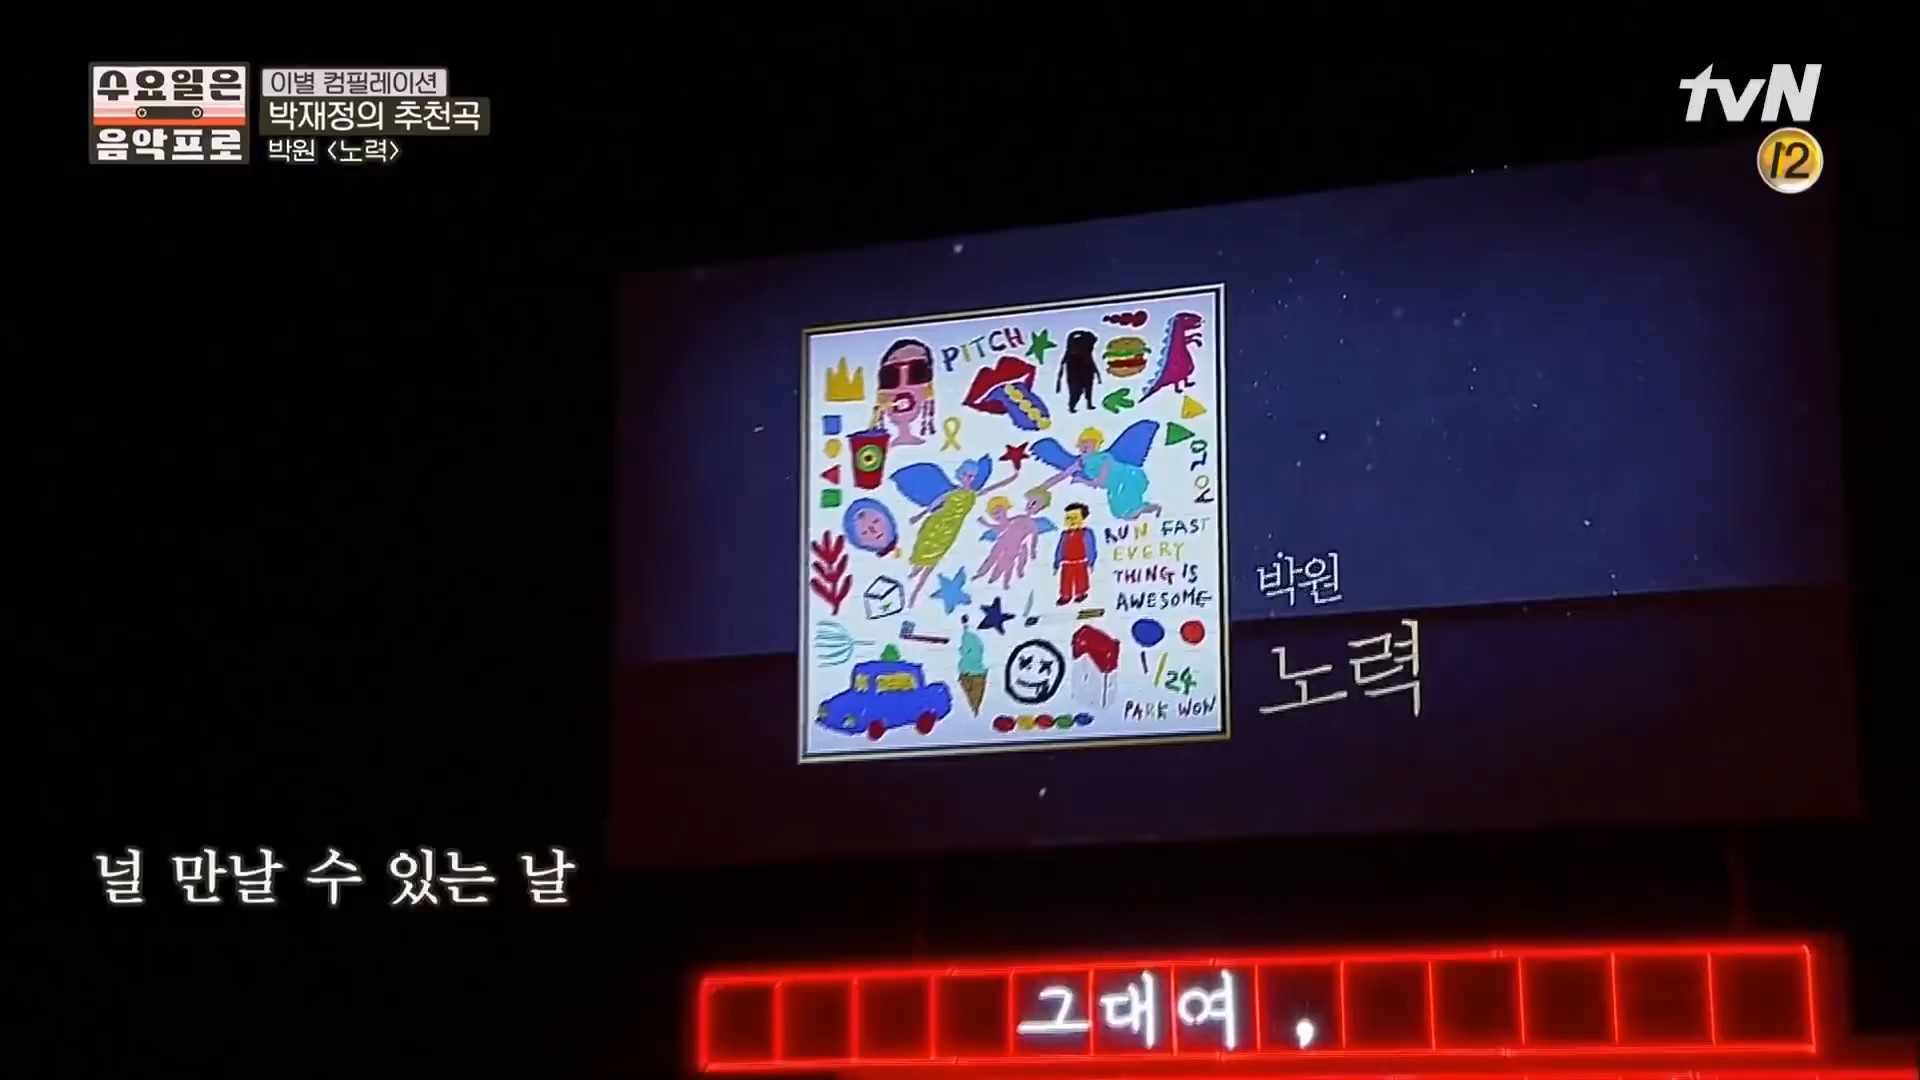 수요일은
음악프로
이별 컴필레이션
박재정의 추천곡
박원 <노력>
tvN
12
PITCH
RUN FAST
EVERY
THING IS
AWESOME
1/24
PARK WON
박원
노력
널 만날 수 있는 날
그대여,